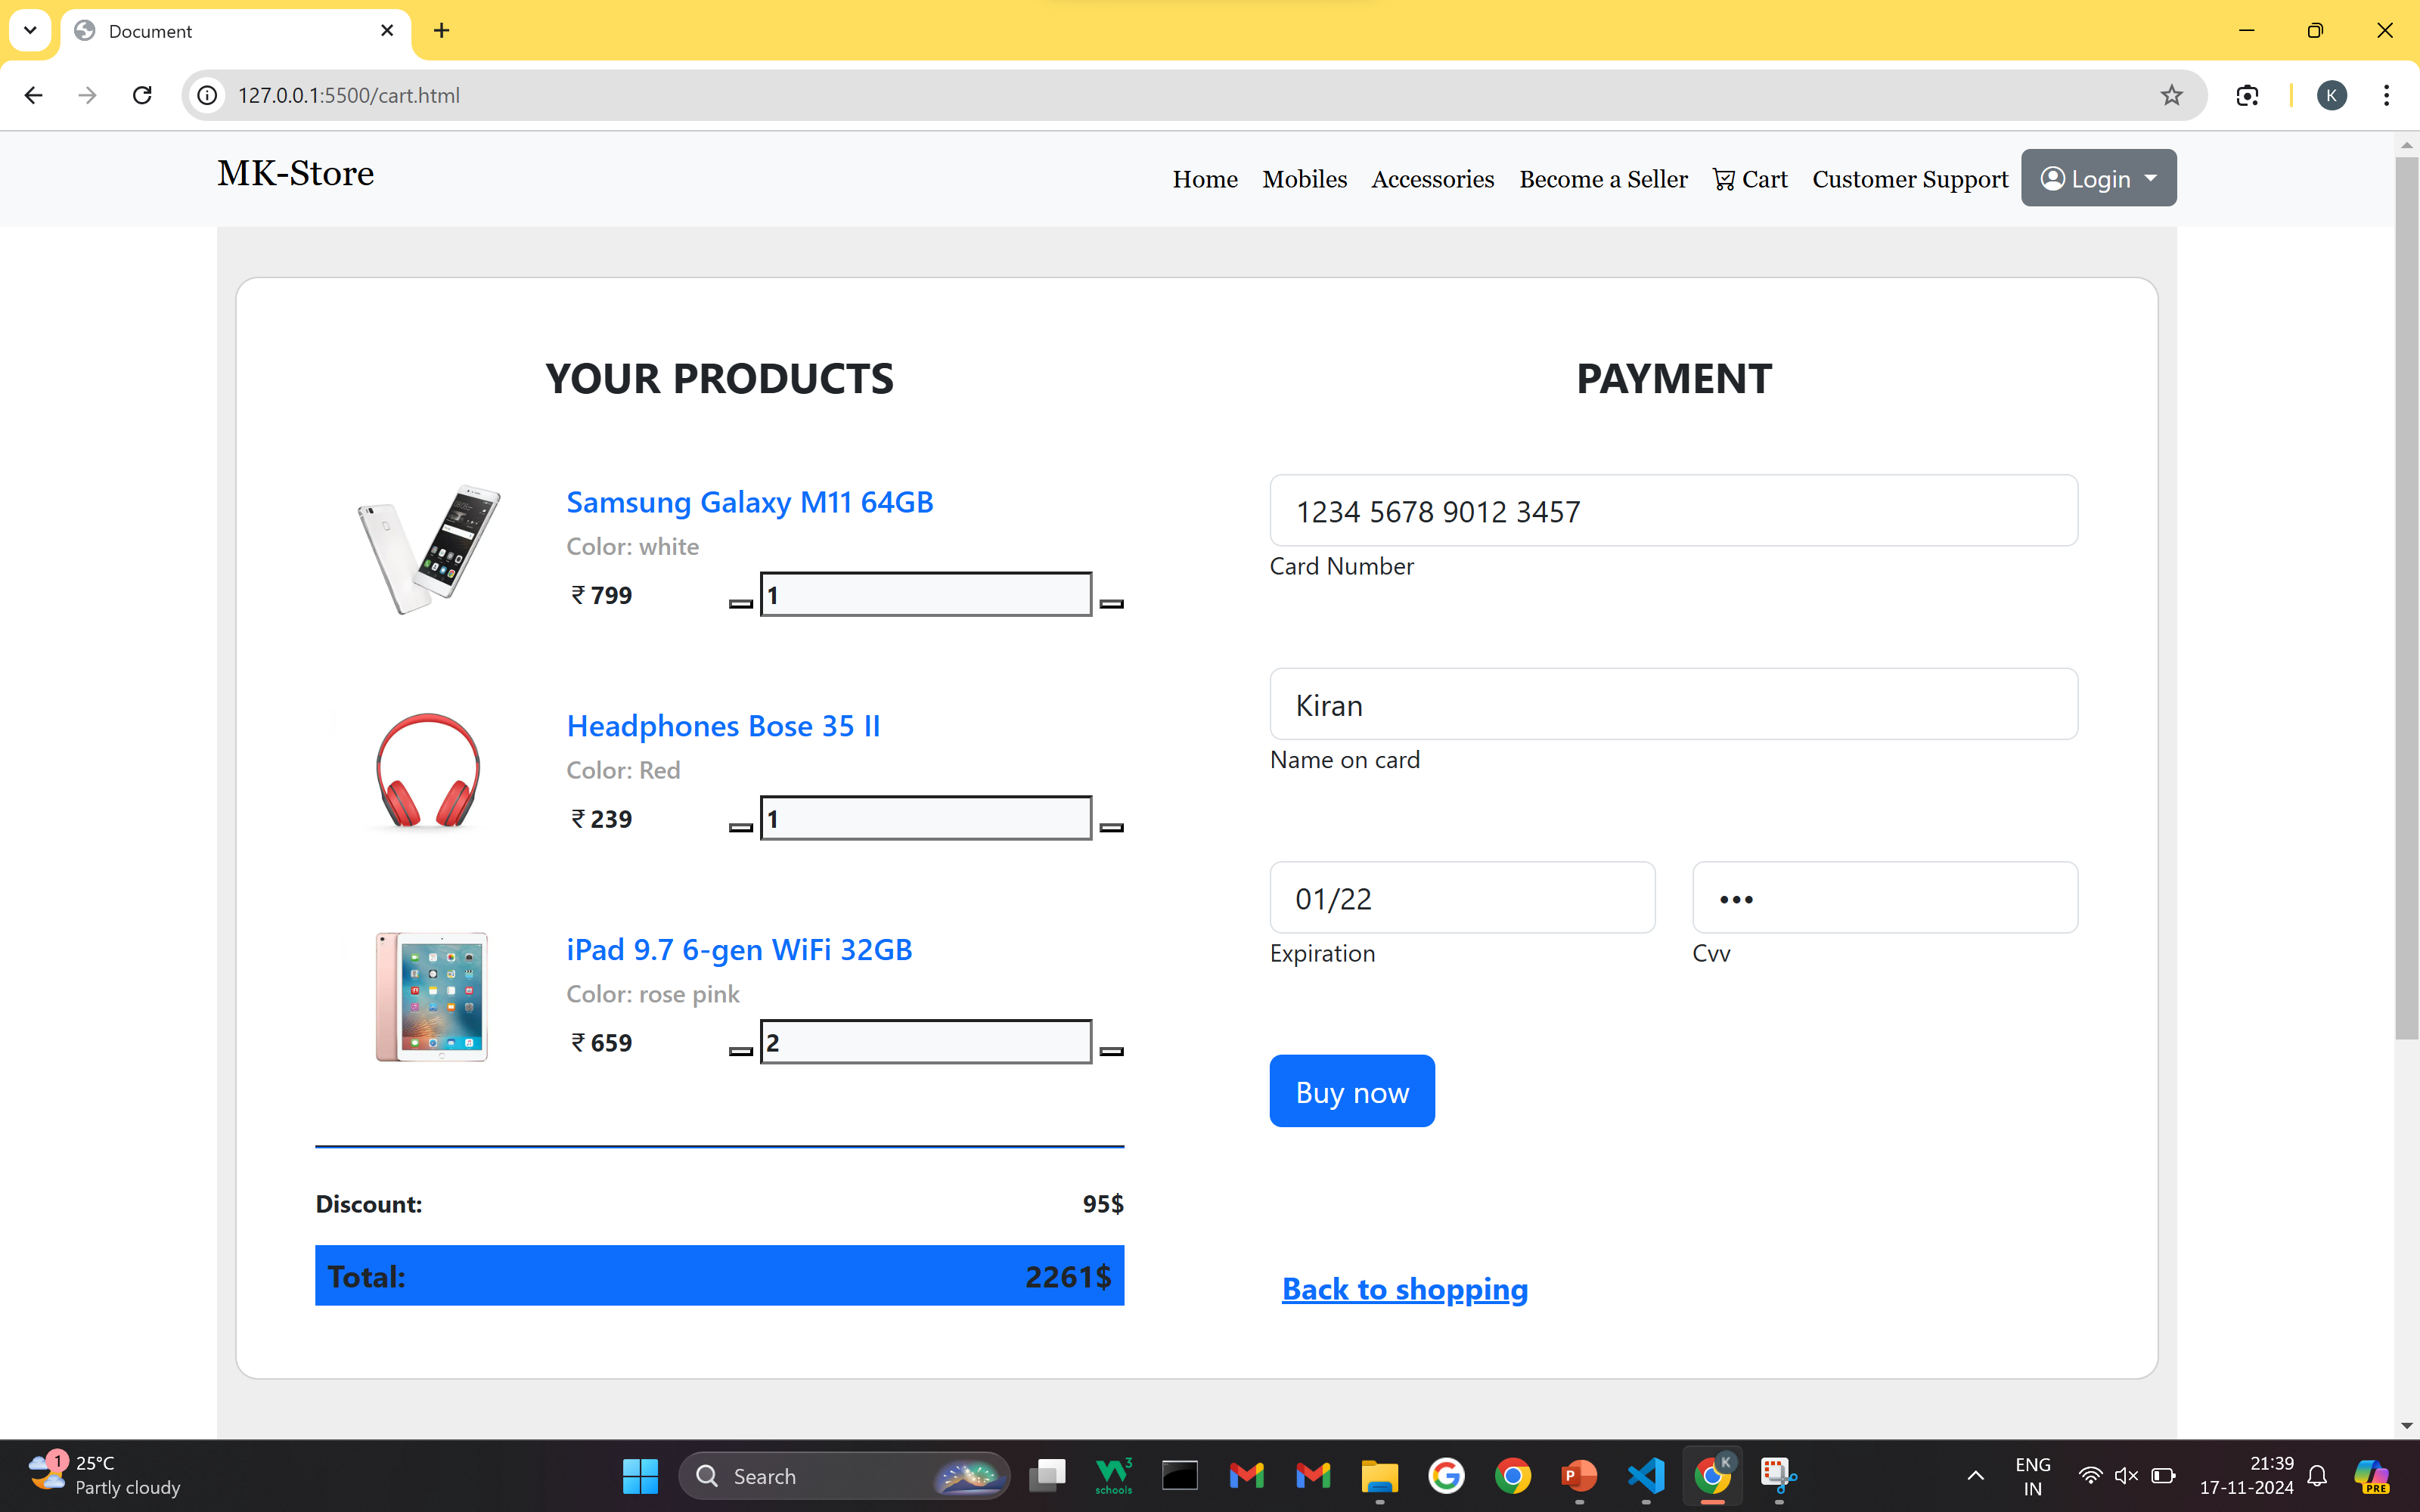 Document
127.0.0.1:5500/cart.html
K
MK-Store
Home Mobiles Accessories Become a Seller Cart Customer Support Login
YOUR PRODUCTS
Samsung Galaxy M11 64GB
Color: white
₹ 799 1
Headphones Bose 35 II
Color: Red
₹ 239 1
iPad 9.7 6-gen WiFi 32GB
Color: rose pink
₹ 659 2
Discount: 95$
Total: 2261$
PAYMENT
1234 5678 9012 3457
Card Number
Kiran
Name on card
01/22 •••
Expiration Cvv
Buy now
Back to shopping
1
25°C
Partly cloudy
Search
3
schools
P
K
ENG
IN
21:39
17-11-2024
PRE